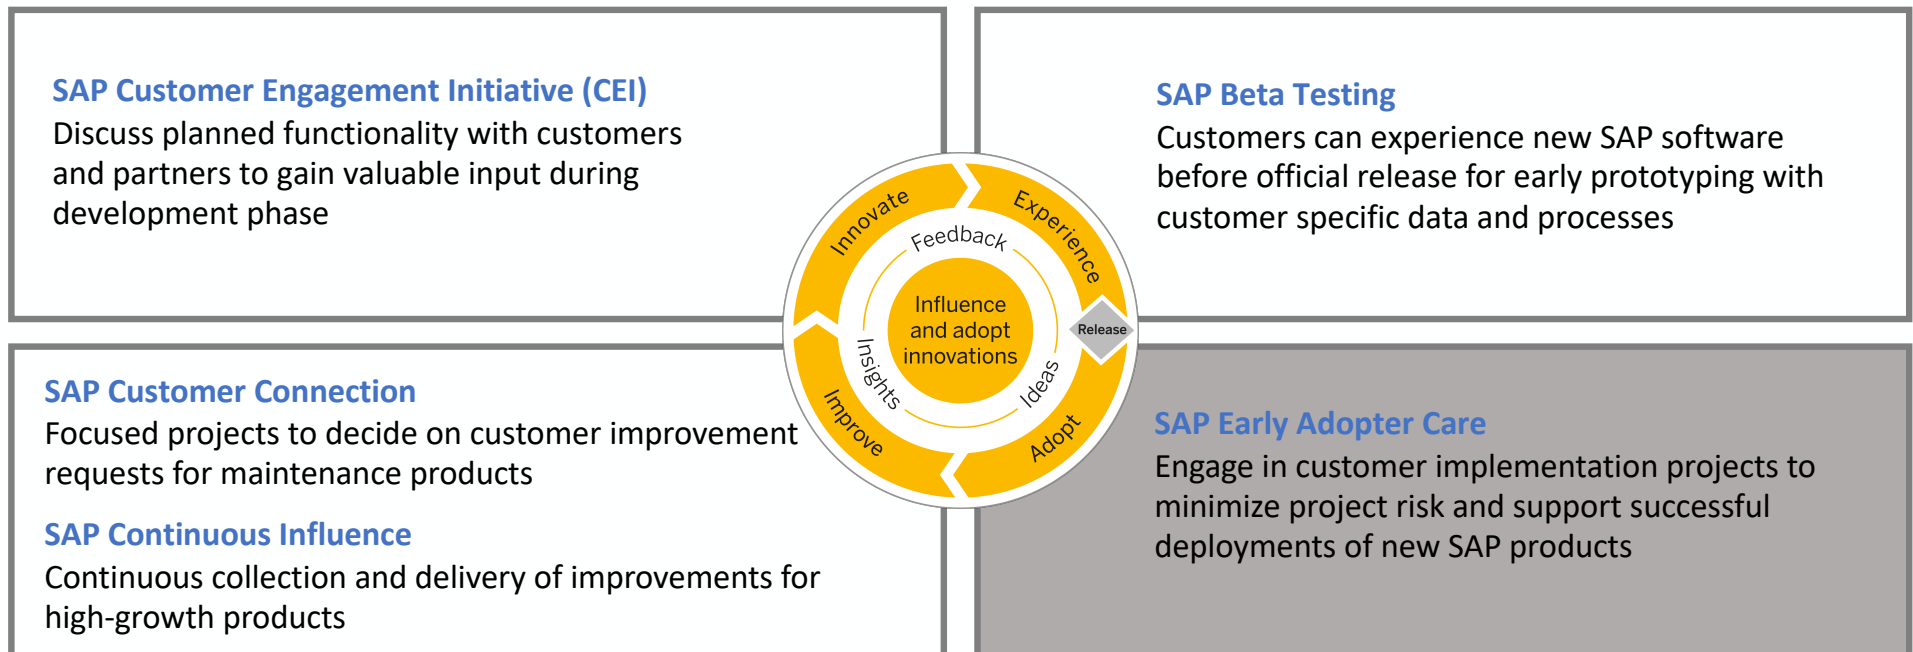 SAP Customer Engagement Initiative (CEI)
Discuss planned functionality with customers
and partners to gain valuable input during
development phase
SAP Beta Testing
Customers can experience new SAP software
before official release for early prototyping with
customer specific data and processes
Innovate
Experience
Feedback
Influence
and adopt
innovations
Release
Insights
Ideas
Improve
Adopt
SAP Customer Connection
Focused projects to decide on customer improvement
requests for maintenance products
SAP Continuous Influence
Continuous collection and delivery of improvements for
high-growth products
SAP Early Adopter Care
Engage in customer implementation projects to
minimize project risk and support successful
deployments of new SAP products